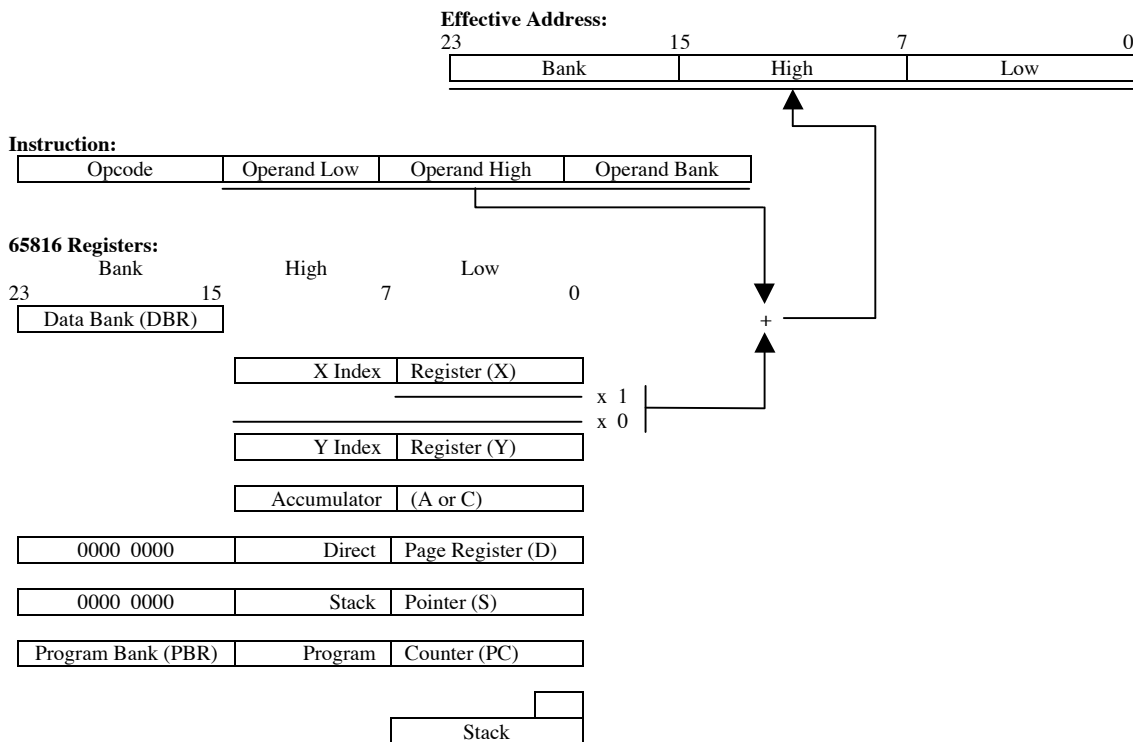 Effective Address:
23 15 7 0
Bank High Low
Instruction:
Opcode Operand Low Operand High Operand Bank
65816 Registers:
Bank High Low
23 15 7 0
Data Bank (DBR)
+
X Index Register (X)
x 1
x 0
Y Index Register (Y)
Accumulator (A or C)
0000 0000 Direct Page Register (D)
0000 0000 Stack Pointer (S)
Program Bank (PBR) Program Counter (PC)
Stack